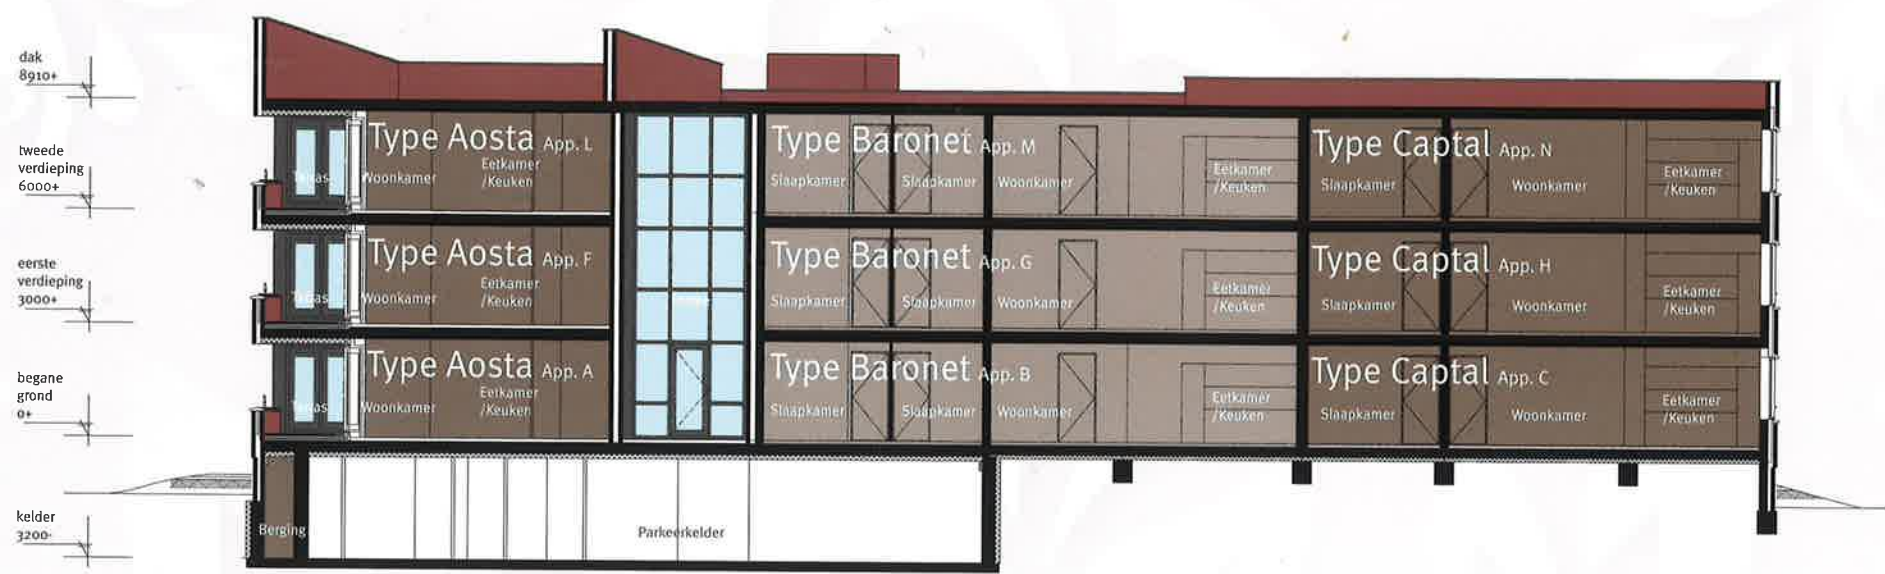 dak
8910+
tweede
verdieping
6000+
Type Aosta App. L
Terras
Woonkamer
Eetkamer
/Keuken
Type Baronet App. M
Slaapkamer
Slaapkamer
Woonkamer
Eetkamer
/Keuken
Type Captal App. N
Slaapkamer
Woonkamer
Eetkamer
/Keuken
eerste
verdieping
3000+
Type Aosta App. F
Terras
Woonkamer
Eetkamer
/Keuken
Type Baronet App. G
Slaapkamer
Slaapkamer
Woonkamer
Eetkamer
/Keuken
Type Captal App. H
Slaapkamer
Woonkamer
Eetkamer
/Keuken
begane
grond
0+
Type Aosta App. A
Terras
Woonkamer
Eetkamer
/Keuken
Type Baronet App. B
Slaapkamer
Slaapkamer
Woonkamer
Eetkamer
/Keuken
Type Captal App. C
Slaapkamer
Woonkamer
Eetkamer
/Keuken
kelder
3200-
Berging
Parkeerkelder